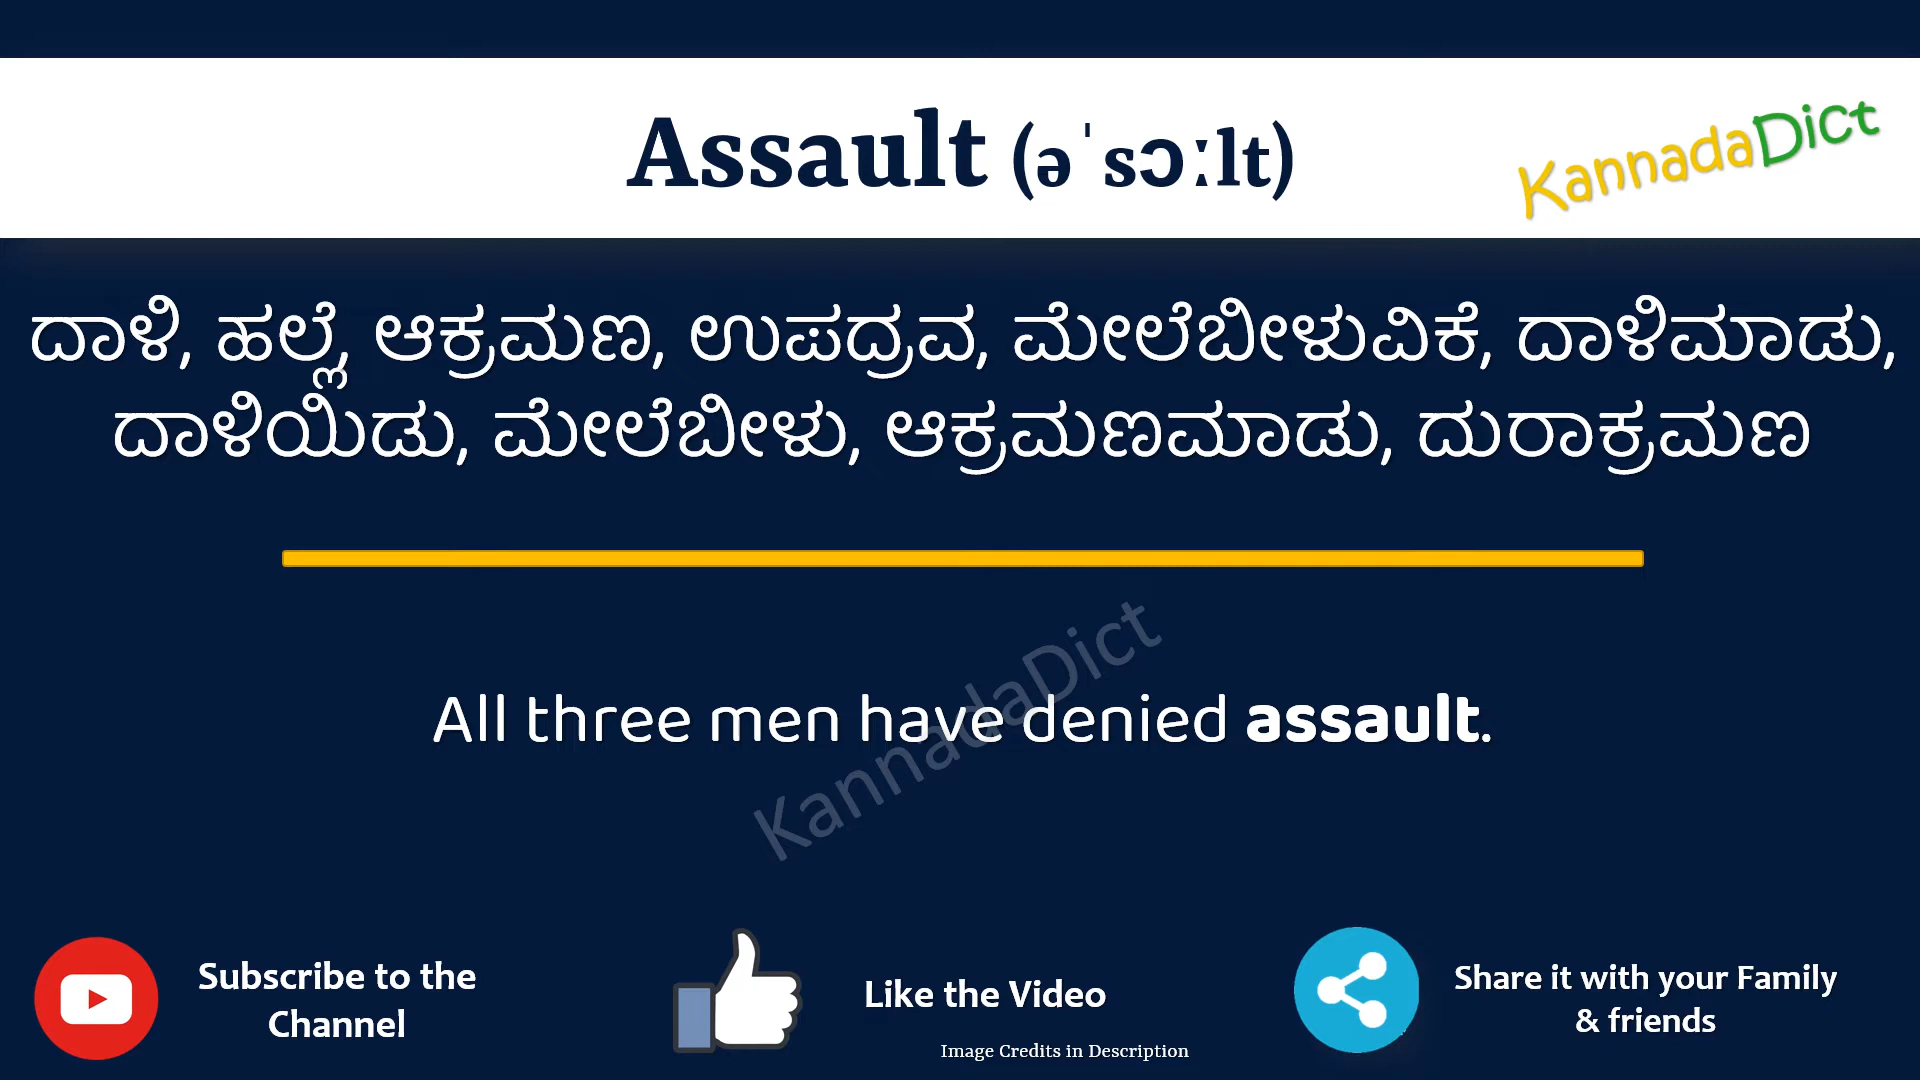 Assault (əˈsɔːlt)
KannadaDict
ದಾಳಿ, ಹಲ್ಲೆ, ಆಕ್ರಮಣ, ಉಪದ್ರವ, ಮೇಲೆಬೀಳುವಿಕೆ, ದಾಳಿಮಾಡು,
ದಾಳಿಯಿಡು, ಮೇಲೆಬೀಳು, ಆಕ್ರಮಣಮಾಡು, ದುರಾಕ್ರಮಣ
All three men have denied assault.
KannadaDict
Subscribe to the
Channel
Like the Video
Share it with your Family
& friends
Image Credits in Description